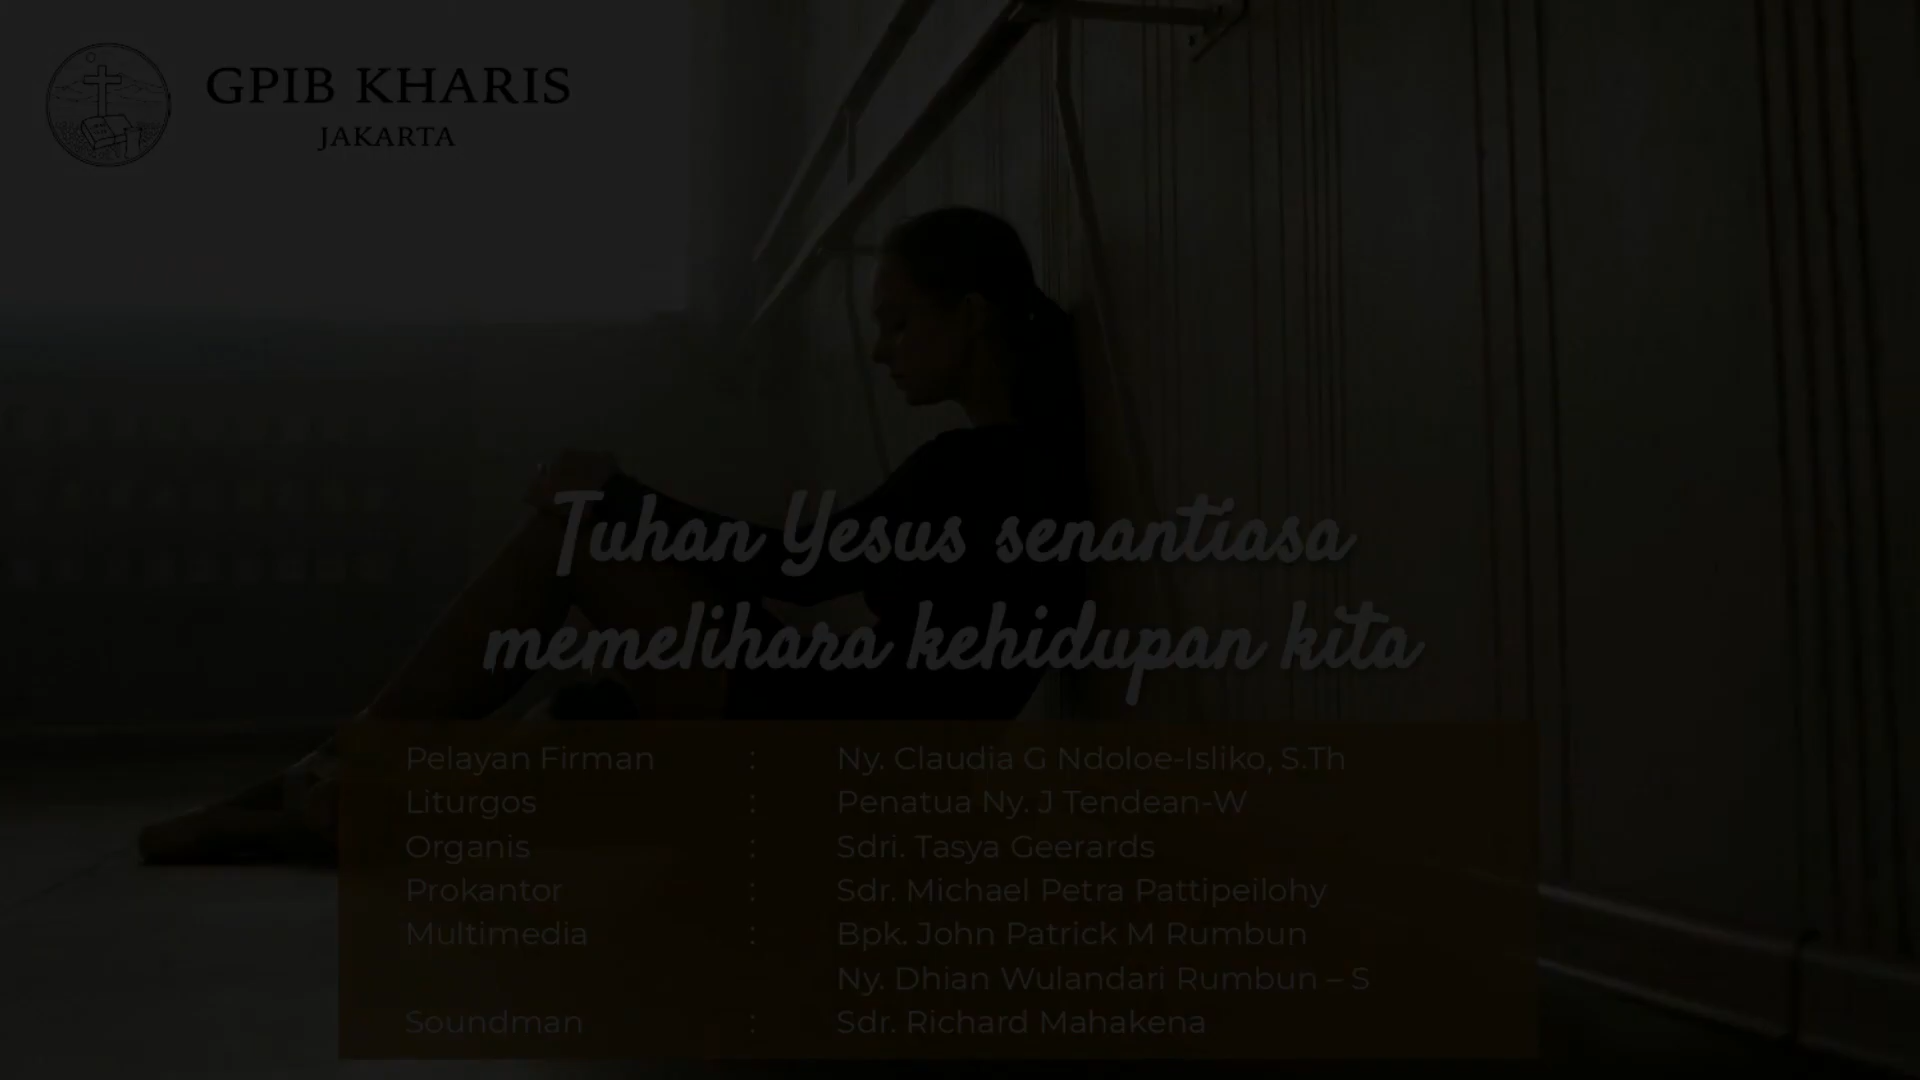 GPIB KHARIS
JAKARTA
Tuhan Yesus senantiasa
memelihara kehidupan kita
Pelayan Firman : Ny. Claudia G Ndoloe-Isliko, S.Th
Liturgos : Penatua Ny. J Tendean-W
Organis : Sdri. Tasya Geerards
Prokantor : Sdr. Michael Petra Pattipeilohy
Multimedia : Bpk. John Patrick M Rumbun
Ny. Dhian Wulandari Rumbun – S
Soundman : Sdr. Richard Mahakena